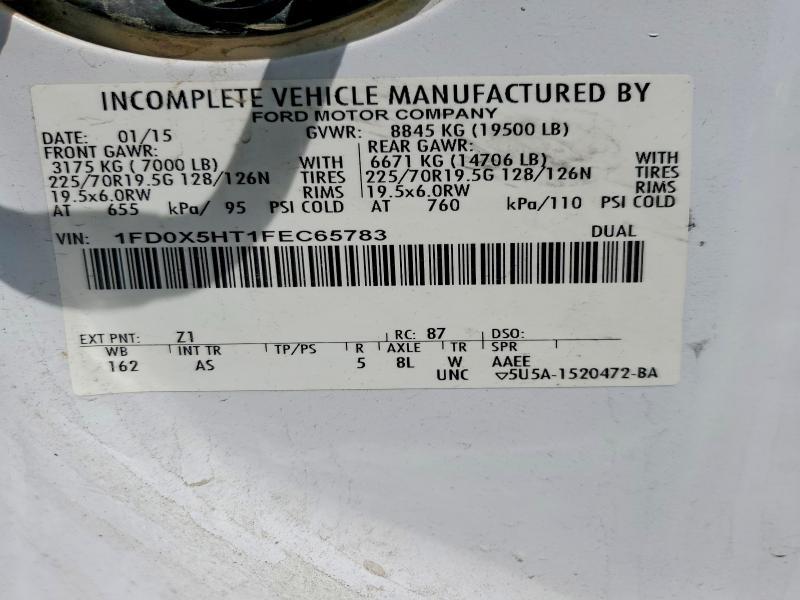 INCOMPLETE VEHICLE MANUFACTURED BY
FORD MOTOR COMPANY
DATE: 01/15 GVWR: 8845 KG (19500 LB)
FRONT GAWR: REAR GAWR:
3175 KG ( 7000 LB) WITH 6671 KG (14706 LB) WITH
225/70R19.5G 128/126N TIRES 225/70R19.5G 128/126N TIRES
19.5x6.0RW RIMS 19.5x6.0RW RIMS
AT 655 kPa/ 95 PSI COLD AT 760 kPa/110 PSI COLD
VIN: 1FD0X5HT1FEC65783 DUAL
EXT PNT: Z1 RC: 87 DSO:
WB INT TR TP/PS R AXLE TR SPR
162 AS 5 8L W AAEE
UNC ▽5U5A-1520472-BA